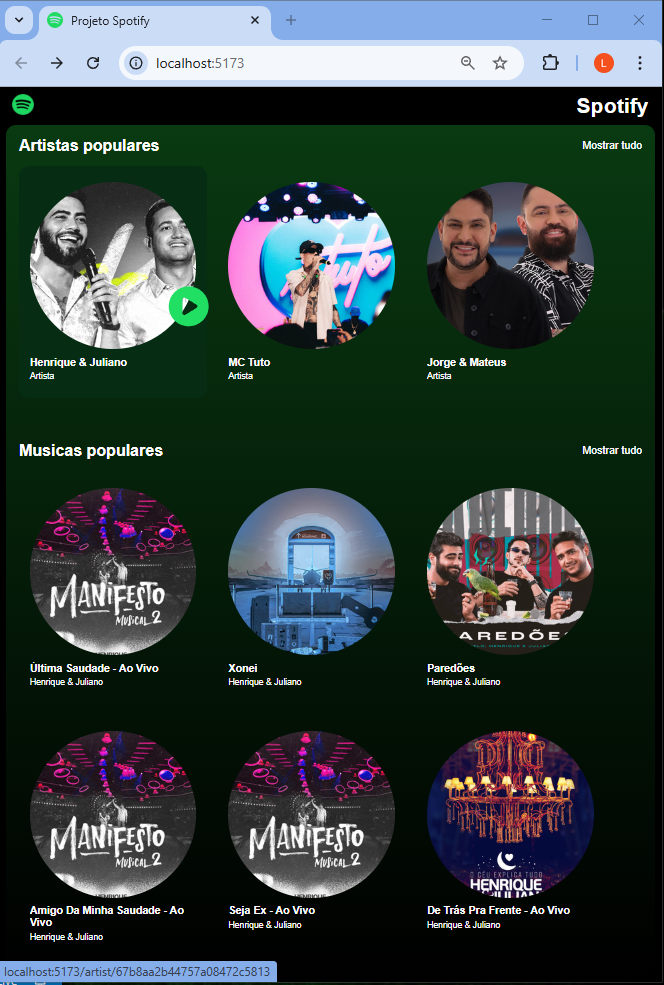 Projeto Spotify
localhost:5173
L
Spotify
Artistas populares
Mostrar tudo
tuto
Henrique & Juliano
Artista
MC Tuto
Artista
Jorge & Mateus
Artista
Musicas populares
Mostrar tudo
MANIFESTO
MUSICAL 2
AREDÕE
Última Saudade - Ao Vivo
Henrique & Juliano
Xonei
Henrique & Juliano
Paredões
Henrique & Juliano
MANIFESTO
MUSICAL 2
MANIFESTO
MUSICAL 2
O CÉU EXPLICA TUDO
HENRIQUE
Amigo Da Minha Saudade - Ao
Vivo
Henrique & Juliano
Seja Ex - Ao Vivo
Henrique & Juliano
De Trás Pra Frente - Ao Vivo
Henrique & Juliano
localhost:5173/artist/67b8aa2b44757a08472c5813